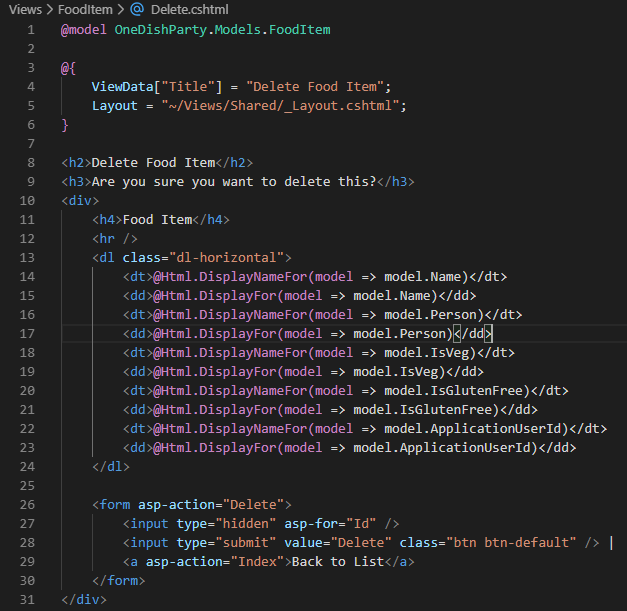 Views > FoodItem > @ Delete.cshtml
1 @model OneDishParty.Models.FoodItem
2
3 @{
4     ViewData["Title"] = "Delete Food Item";
5     Layout = "~/Views/Shared/_Layout.cshtml";
6 }
7
8 <h2>Delete Food Item</h2>
9 <h3>Are you sure you want to delete this?</h3>
10 <div>
11     <h4>Food Item</h4>
12     <hr />
13     <dl class="dl-horizontal">
14         <dt>@Html.DisplayNameFor(model => model.Name)</dt>
15         <dd>@Html.DisplayFor(model => model.Name)</dd>
16         <dt>@Html.DisplayNameFor(model => model.Person)</dt>
17         <dd>@Html.DisplayFor(model => model.Person)</dd>
18         <dt>@Html.DisplayNameFor(model => model.IsVeg)</dt>
19         <dd>@Html.DisplayFor(model => model.IsVeg)</dd>
20         <dt>@Html.DisplayNameFor(model => model.IsGlutenFree)</dt>
21         <dd>@Html.DisplayFor(model => model.IsGlutenFree)</dd>
22         <dt>@Html.DisplayNameFor(model => model.ApplicationUserId)</dt>
23         <dd>@Html.DisplayFor(model => model.ApplicationUserId)</dd>
24     </dl>
25
26     <form asp-action="Delete">
27         <input type="hidden" asp-for="Id" />
28         <input type="submit" value="Delete" class="btn btn-default" /> |
29         <a asp-action="Index">Back to List</a>
30     </form>
31 </div>